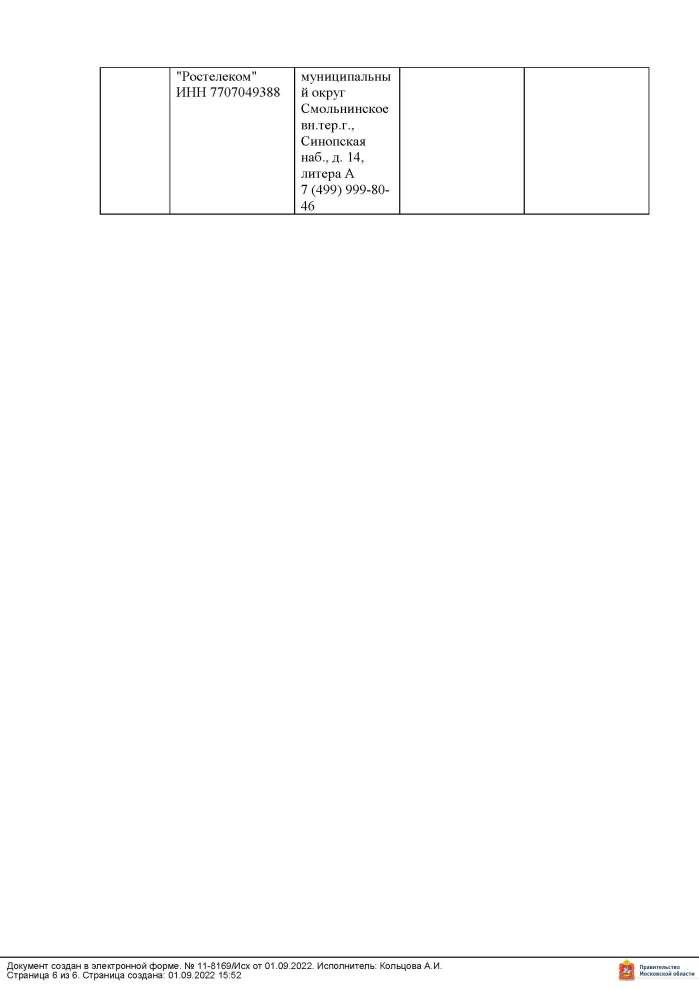 "Ростелеком"
ИНН 7707049388
муниципальны
й округ
Смольнинское
вн.тер.г.,
Синопская
наб., д. 14,
литера А
7 (499) 999-80-
46
Документ создан в электронной форме. № 11-8169/Исх от 01.09.2022. Исполнитель: Кольцова А.И.
Страница 6 из 6. Страница создана: 01.09.2022 15:52
Правительство
Московской области